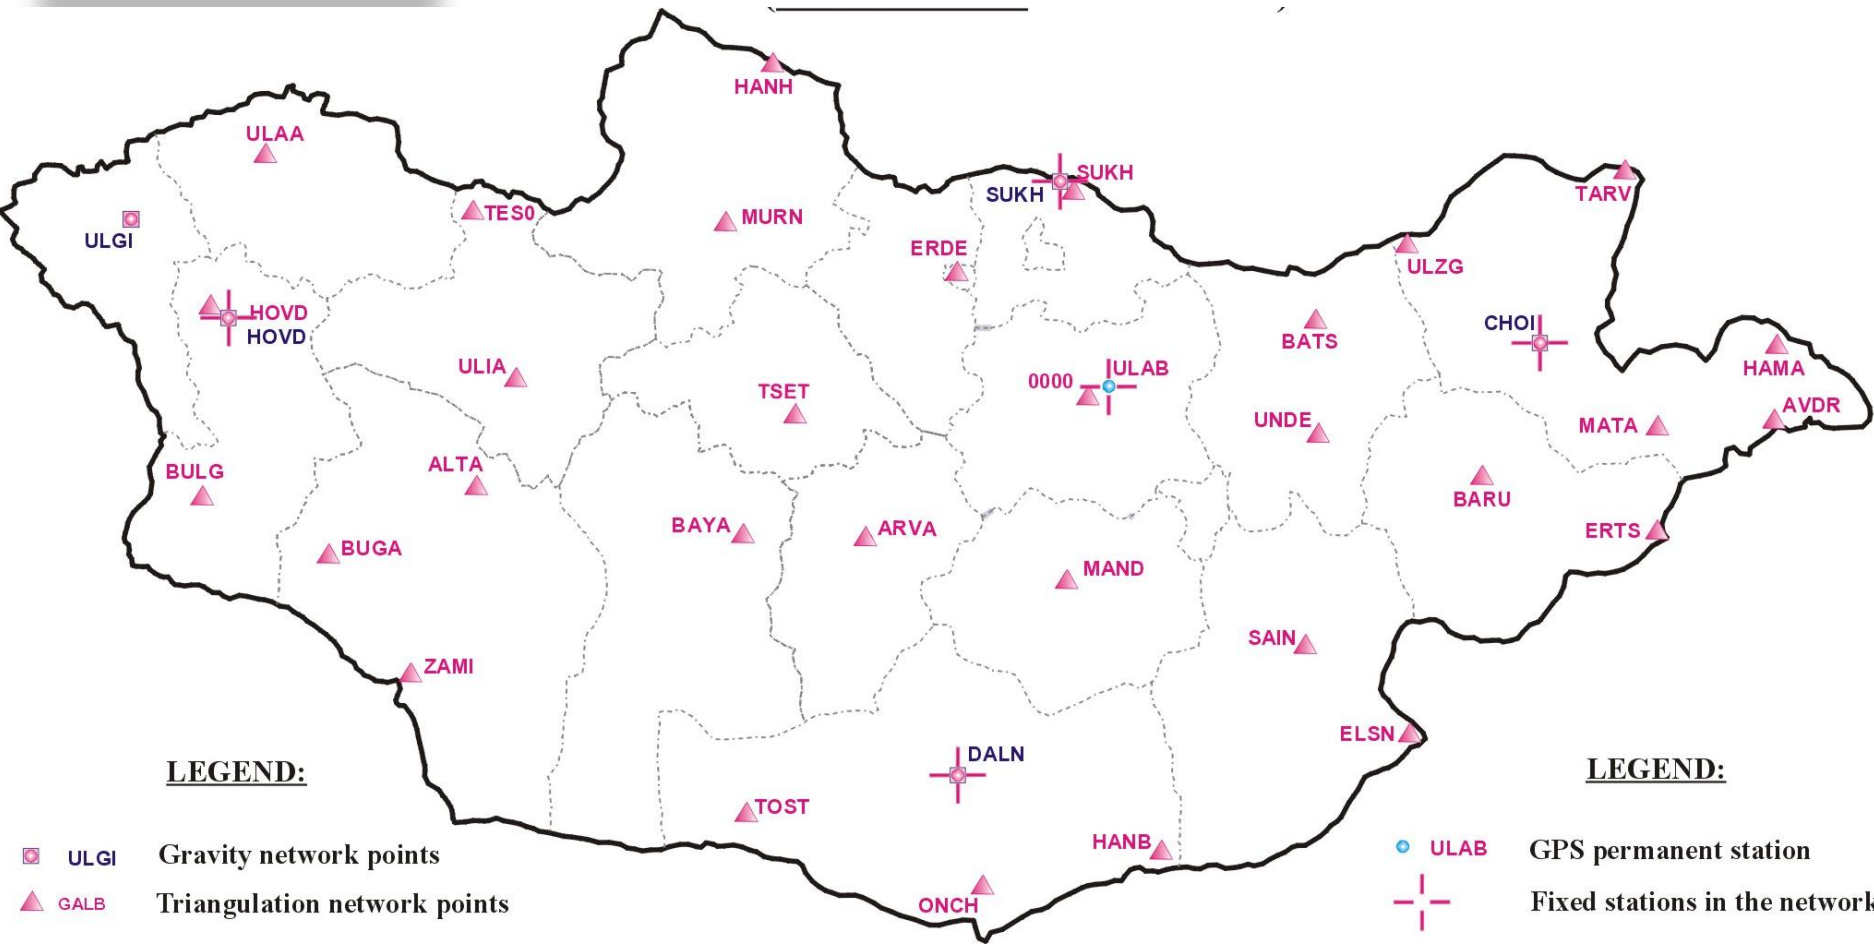 HANH
ULAA
SUKH
SUKH
TARV
TES0
MURN
ULGI
ERDE
ULZG
HOVD
HOVD
CHOI
BATS
ULIA
ULAB
0000
HAMA
TSET
AVDR
UNDE
MATA
ALTA
BULG
BARU
BAYA
ARVA
ERTS
BUGA
MAND
SAIN
ZAMI
ELSN
DALN
TOST
HANB
ONCH
LEGEND:
ULGI Gravity network points
GALB Triangulation network points
LEGEND:
ULAB GPS permanent station
Fixed stations in the network